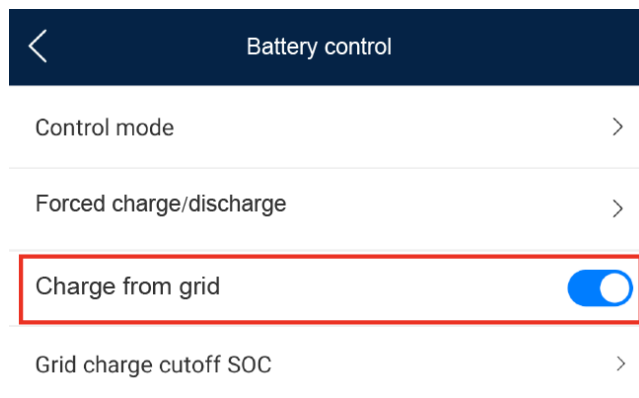 Battery control
Control mode
Forced charge/discharge
Charge from grid
Grid charge cutoff SOC